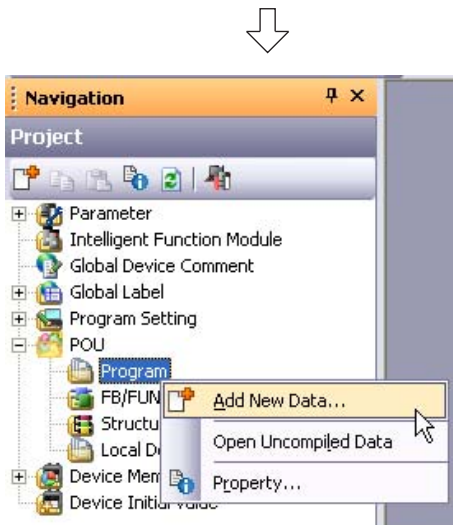 Navigation
Project
Parameter
Intelligent Function Module
Global Device Comment
Global Label
Program Setting
POU
Program
FB/FUN
Add New Data...
Structu
Open Uncompiled Data
Local D
Device Mem
Property...
Device Initial Value